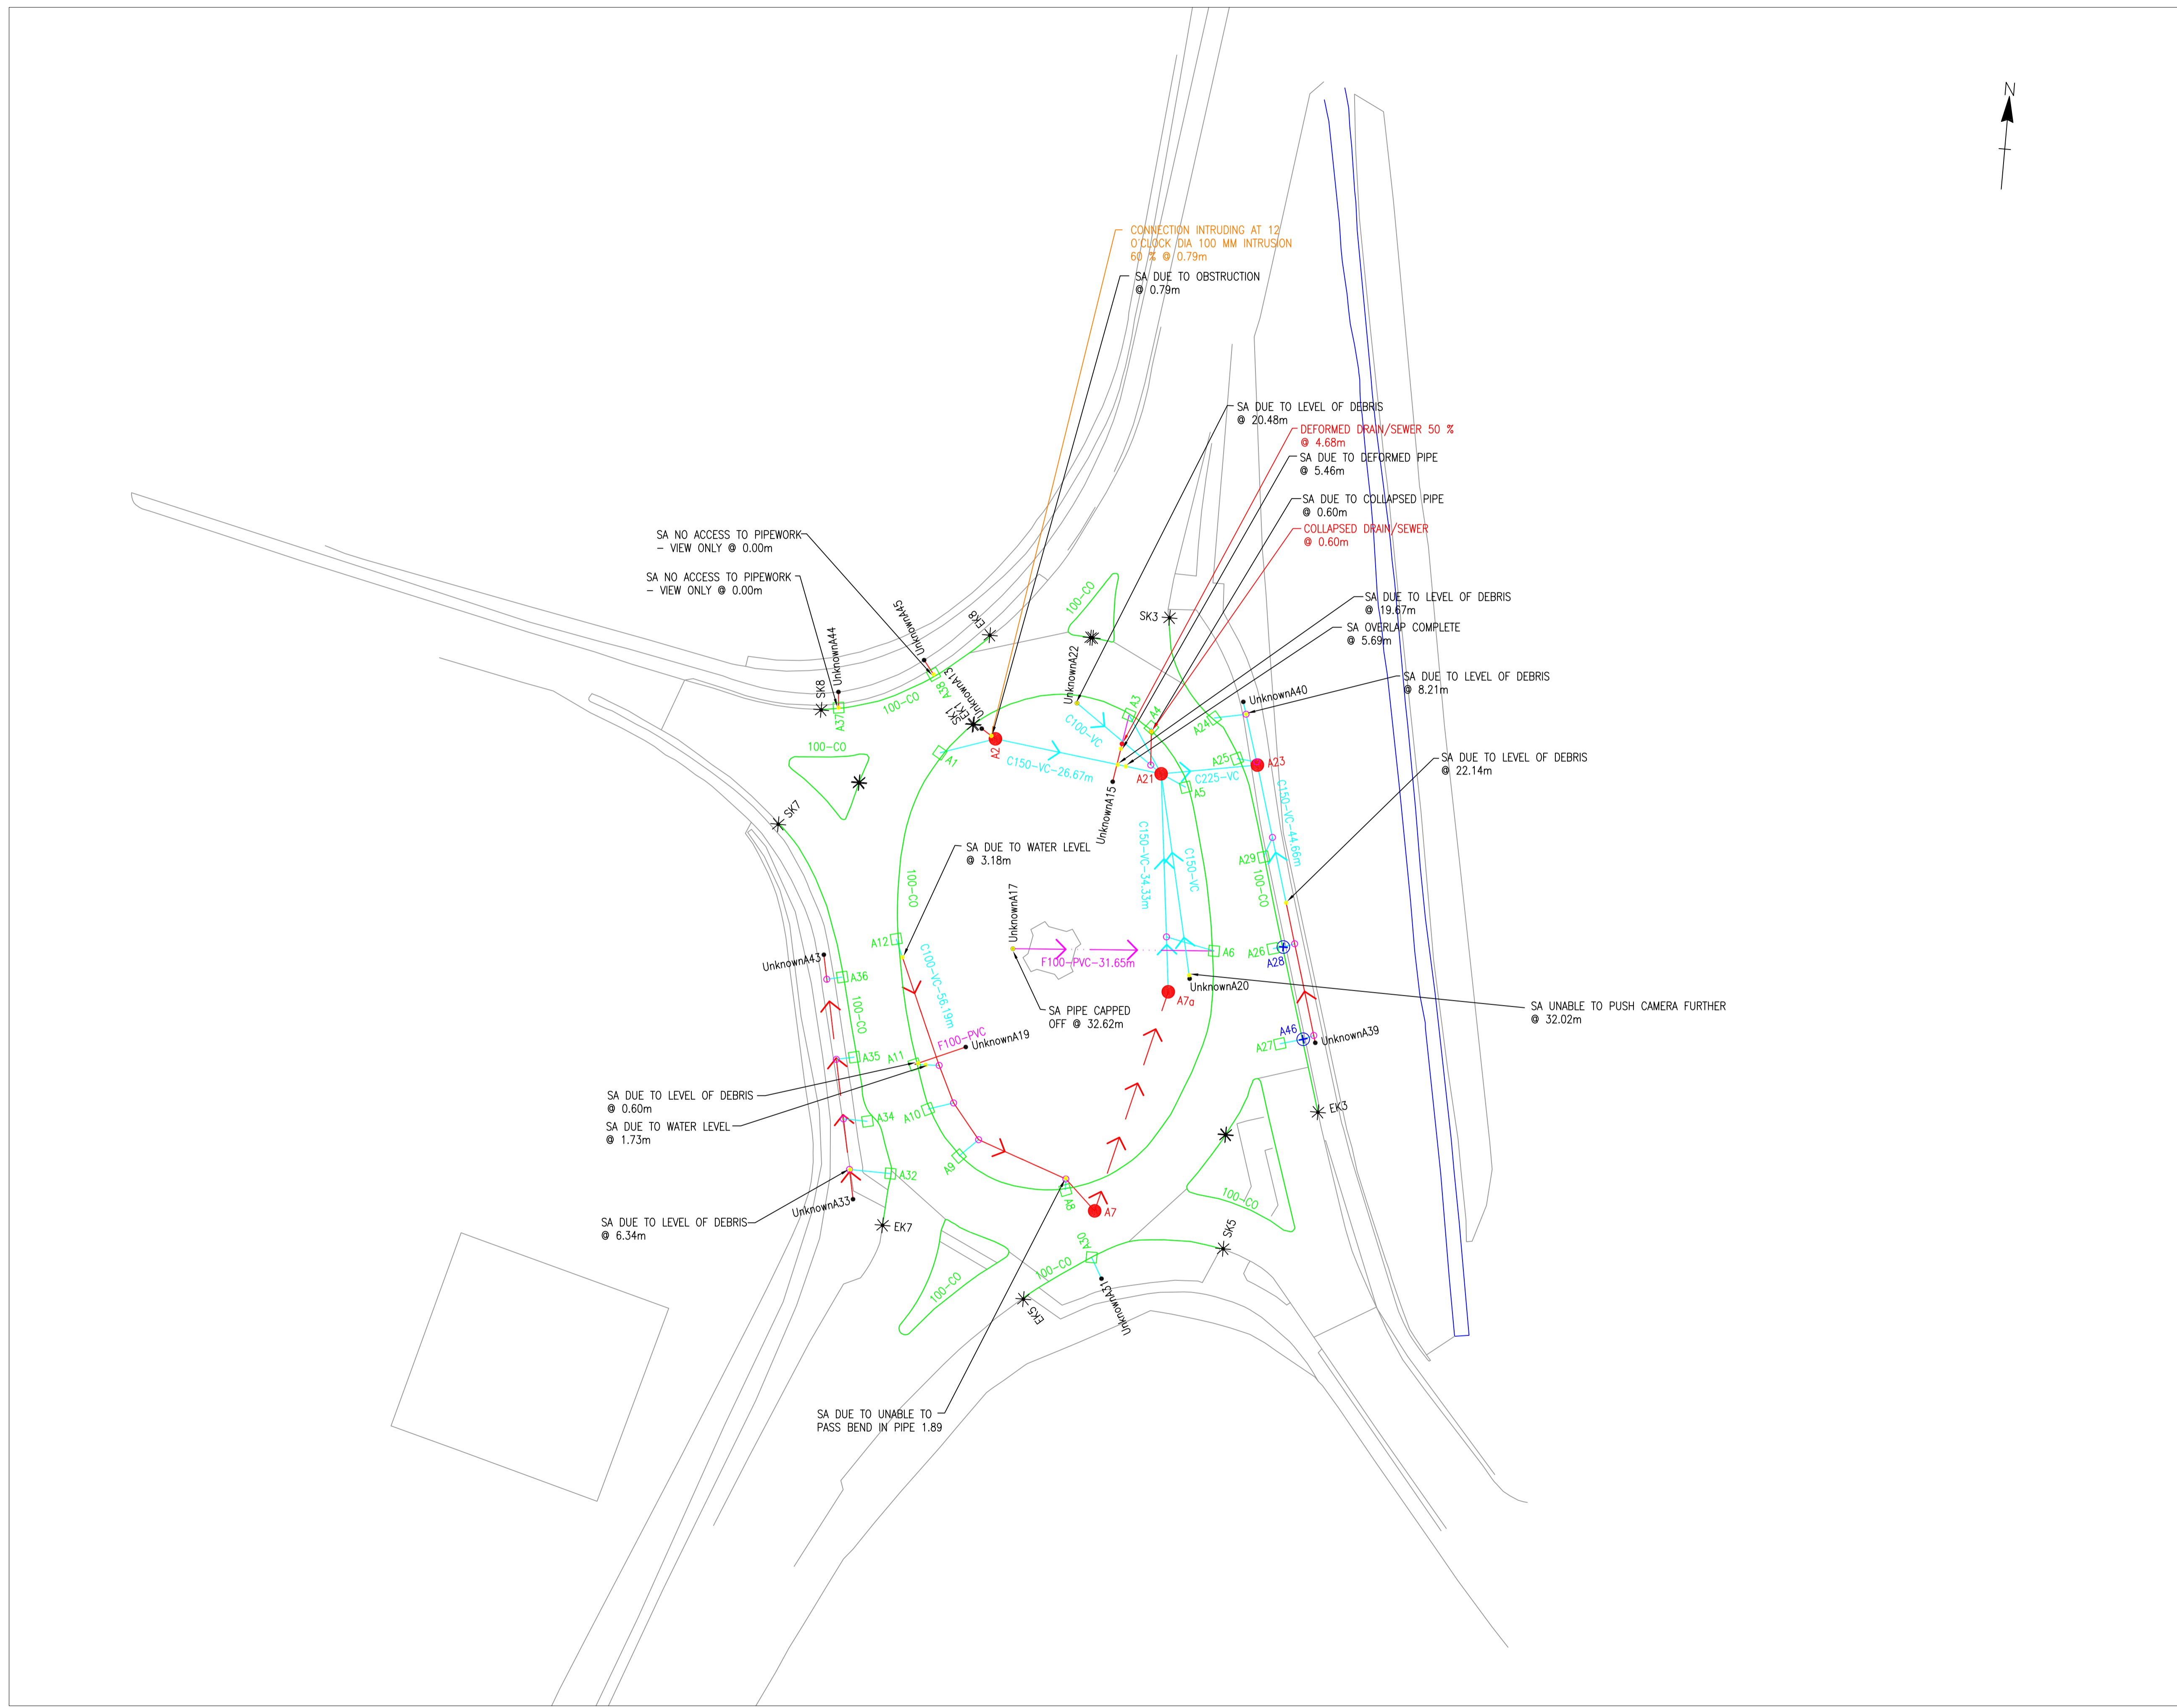 N
CONNECTION INTRUDING AT 12
O'CLOCK DIA 100 MM INTRUSION
60 % @ 0.79m
SA DUE TO OBSTRUCTION
@ 0.79m
SA DUE TO LEVEL OF DEBRIS
@ 20.48m
DEFORMED DRAIN/SEWER 50 %
@ 4.68m
SA DUE TO DEFORMED PIPE
@ 5.46m
SA DUE TO COLLAPSED PIPE
@ 0.60m
COLLAPSED DRAIN/SEWER
@ 0.60m
SA NO ACCESS TO PIPEWORK
- VIEW ONLY @ 0.00m
SA NO ACCESS TO PIPEWORK
- VIEW ONLY @ 0.00m
SA DUE TO LEVEL OF DEBRIS
@ 19.67m
SA OVERLAP COMPLETE
@ 5.69m
SA DUE TO LEVEL OF DEBRIS
@ 8.21m
SA DUE TO LEVEL OF DEBRIS
@ 22.14m
UnknownA45
UnknownA44
EK8
SK8
A37
A38
100-CO
UnknownA13
EK1
SK1
100-CO
SK3
UnknownA22
A3
A4
UnknownA40
A24
A25
A23
A1
A2
C100-VC
C150-VC-26.67m
A21
C225-VC
A5
UnknownA15
100-CO
SK7
C150-VC-44.66m
C150-VC-34.33m
C150-VC
A29
100-CO
SA DUE TO WATER LEVEL
@ 3.18m
100-CO
UnknownA17
A12
C100-VC-56.19m
F100-PVC-31.65m
A6
A26
A28
UnknownA43
A36
100-CO
UnknownA20
A7a
SA PIPE CAPPED
OFF @ 32.62m
SA UNABLE TO PUSH CAMERA FURTHER
@ 32.02m
A46
A27
UnknownA39
F100-PVC
UnknownA19
A11
A35
SA DUE TO LEVEL OF DEBRIS
@ 0.60m
SA DUE TO WATER LEVEL
@ 1.73m
A10
A34
EK3
A9
A32
UnknownA33
A8
A7
100-CO
SA DUE TO LEVEL OF DEBRIS
@ 6.34m
EK7
SK5
A30
100-CO
100-CO
UnknownA31
EK5
SA DUE TO UNABLE TO
PASS BEND IN PIPE 1.89